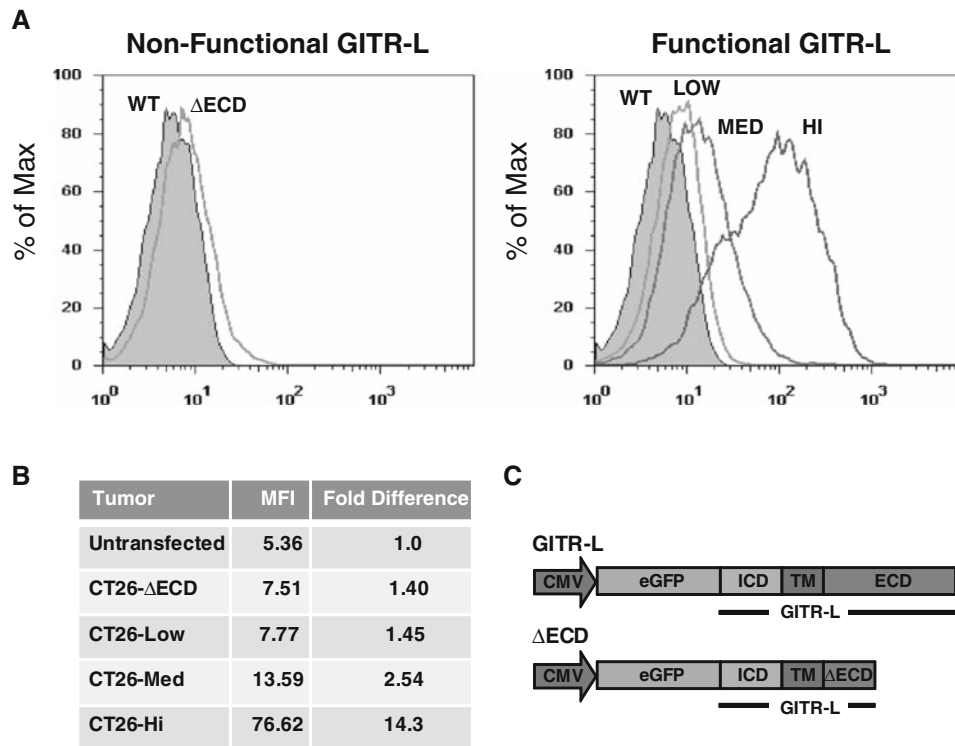 A
Non-Functional GITR-L
Functional GITR-L
% of Max
100
80
60
40
20
0
WT
ΔECD
10^0
10^1
10^2
10^3
% of Max
100
80
60
40
20
0
WT
LOW
MED
HI
10^0
10^1
10^2
10^3
B
Tumor MFI Fold Difference
Untransfected 5.36 1.0
CT26-ΔECD 7.51 1.40
CT26-Low 7.77 1.45
CT26-Med 13.59 2.54
CT26-Hi 76.62 14.3
C
GITR-L
CMV eGFP ICD TM ECD
GITR-L
ΔECD
CMV eGFP ICD TM ΔECD
GITR-L